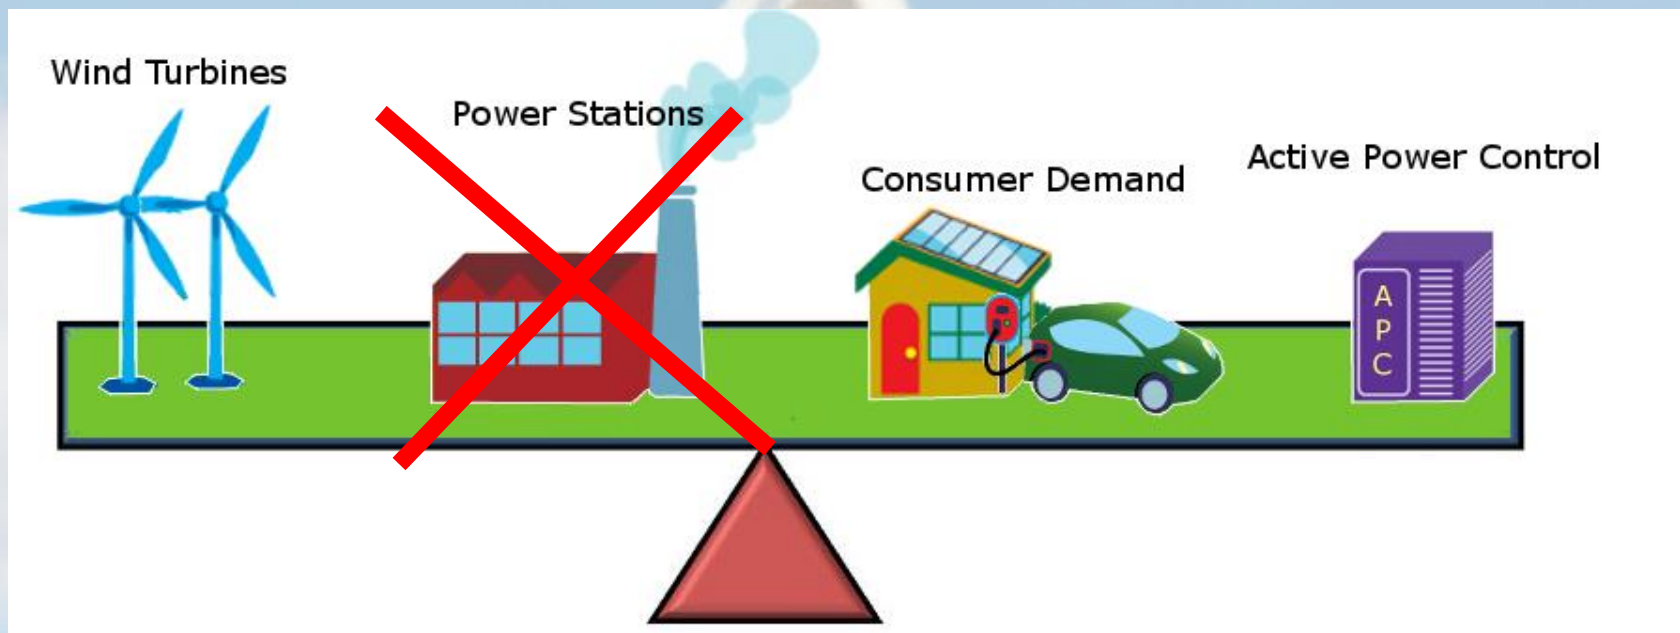 Wind Turbines
Power Stations
Consumer Demand
Active Power Control
A
P
C